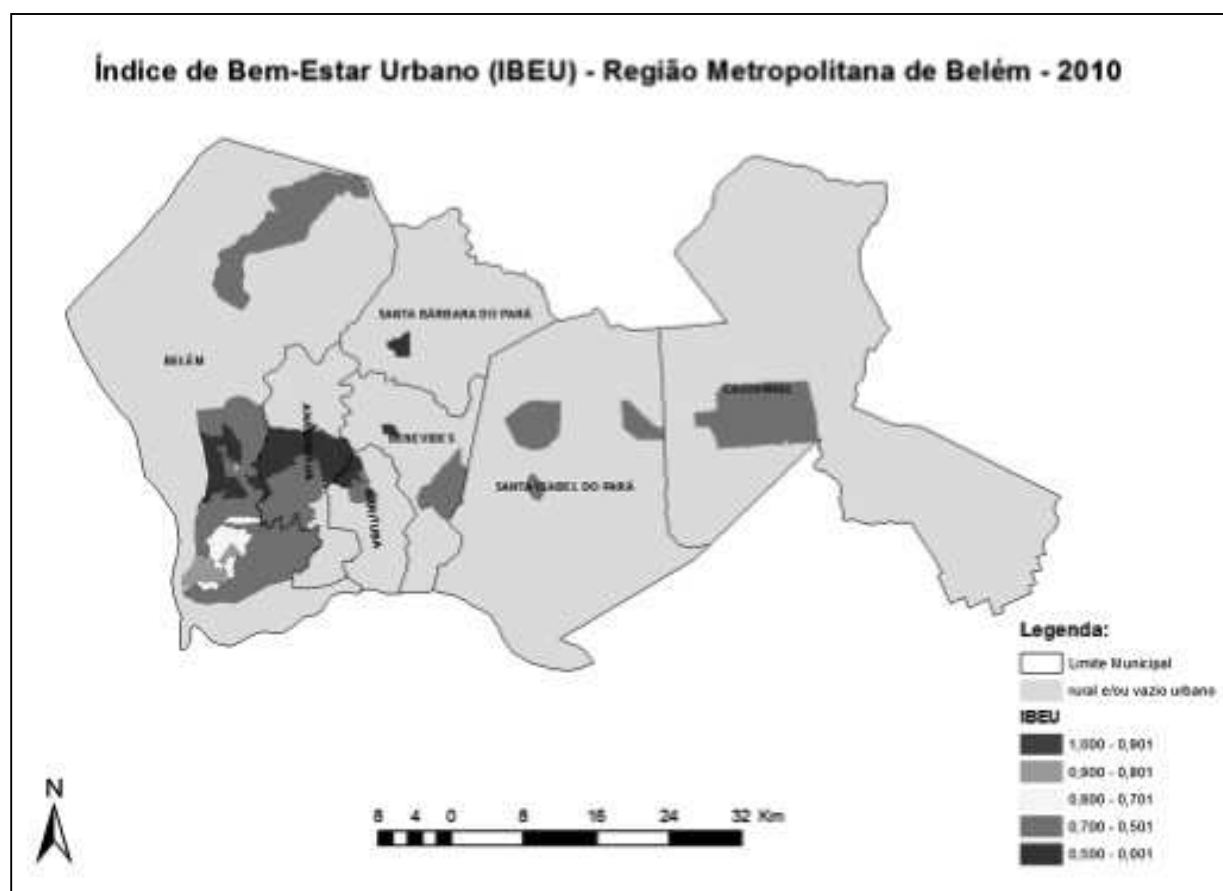 Índice de Bem-Estar Urbano (IBEU) - Região Metropolitana de Belém - 2010
SANTA BÁRBARA DO PARÁ
BELÉM
BENEVIDES
SANTA ISABEL DO PARÁ
Legenda:
Limite Municipal
rural e/ou vazio urbano
IBEU
1,000 - 0,901
0,900 - 0,801
0,800 - 0,701
0,700 - 0,501
0,500 - 0,001
N
8 4 0 8 16 24 32 Km